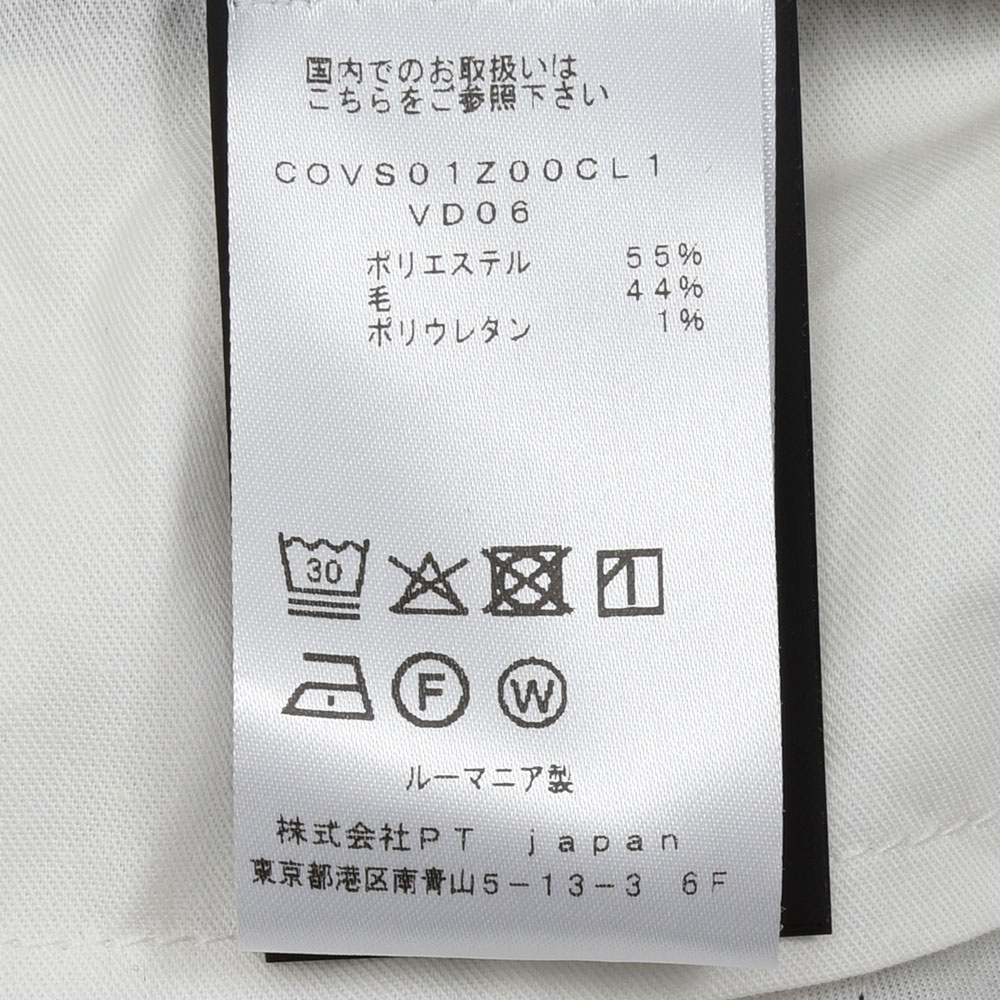 国内でのお取扱いは
こちらをご参照下さい
COVS01Z00CL1
VD06
ポリエステル 55%
毛 44%
ポリウレタン 1%
30
F W
ルーマニア製
株式会社PT japan
東京都港区南青山5-13-3 6F